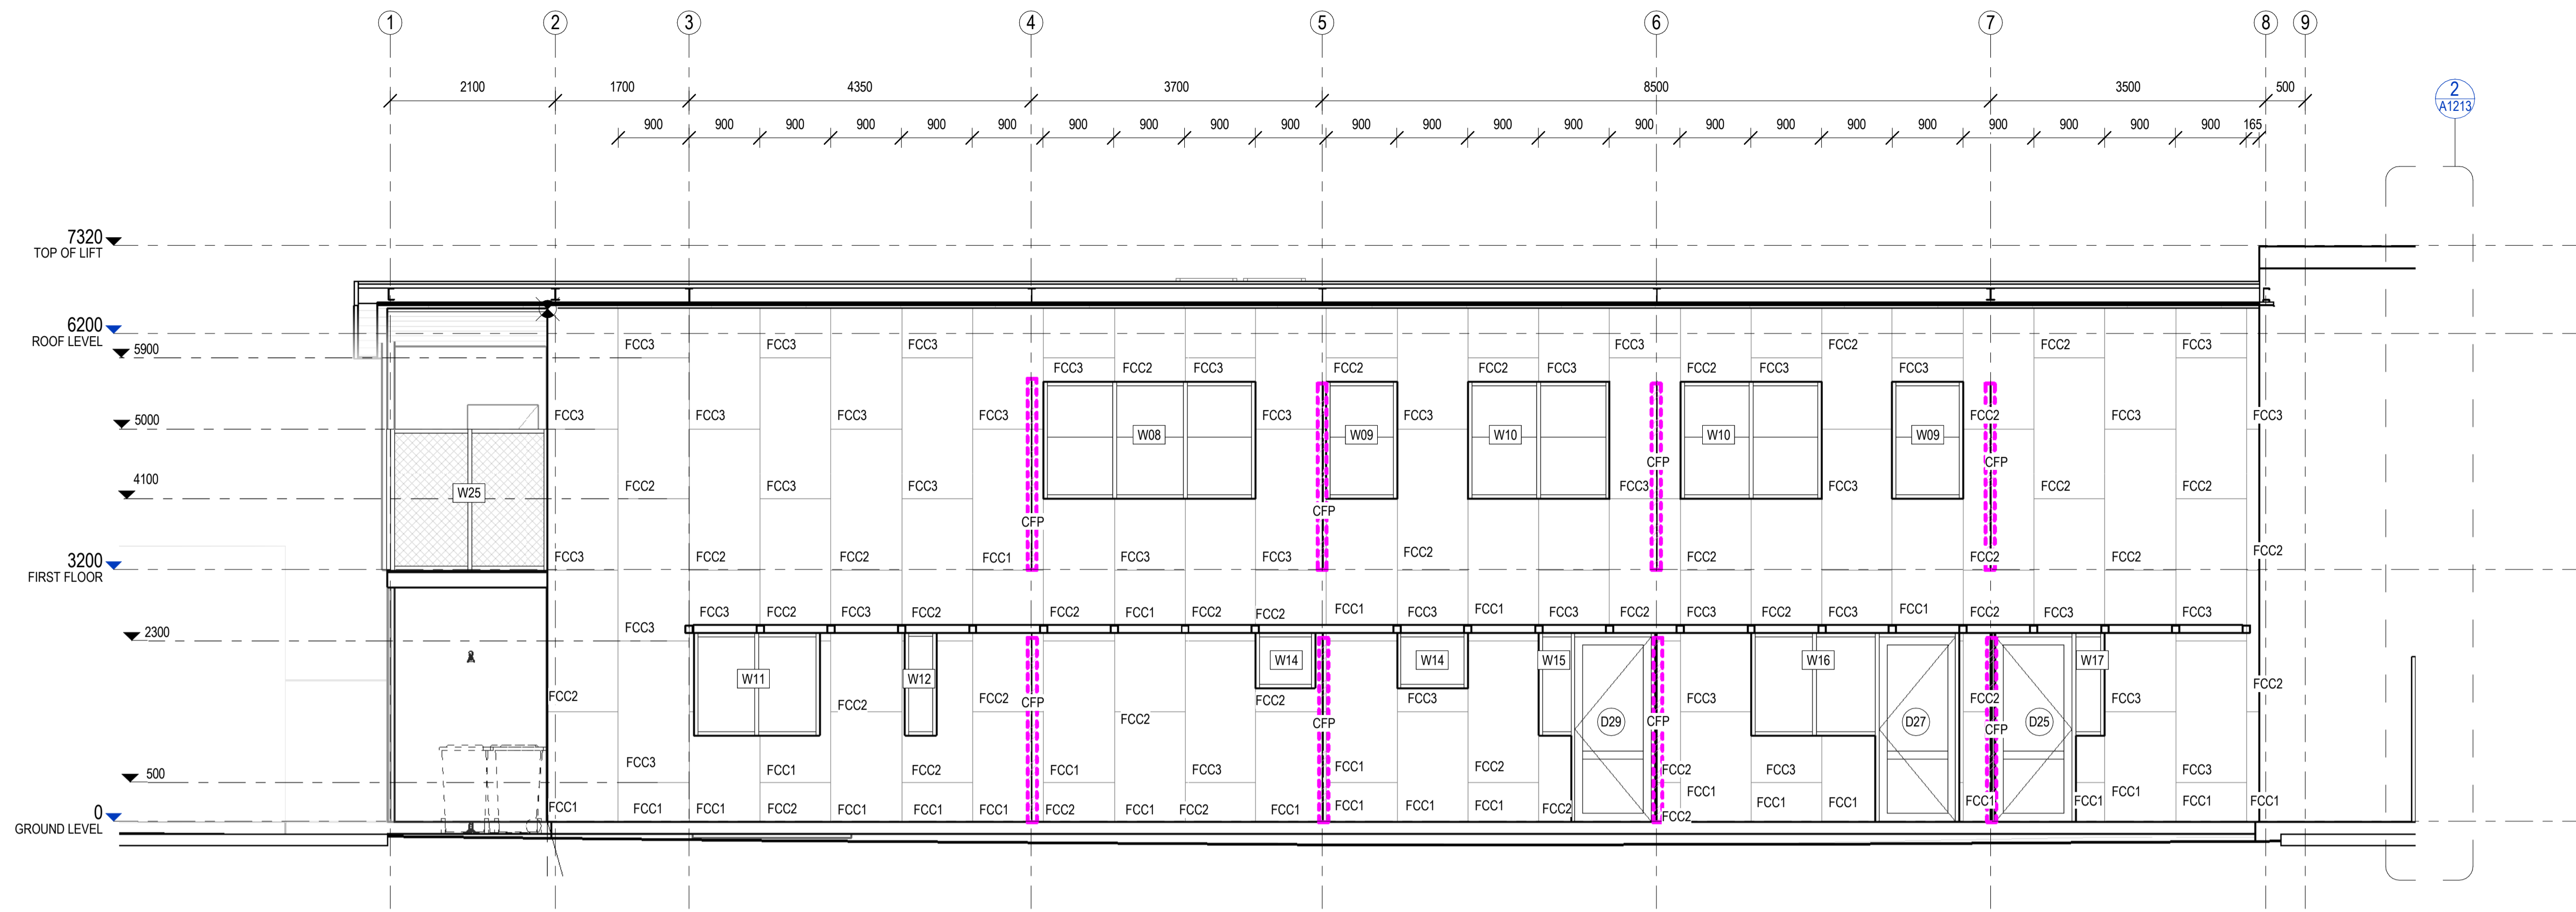 1 2 3 4 5 6 7 8 9
2100 1700 4350 3700 8500 3500 500
2
A1213
900 900 900 900 900 900 900 900 900 900 900 900 900 900 900 900 900 900 900 900 900 900 900 165
7320
TOP OF LIFT
6200
ROOF LEVEL
FCC3 FCC3 FCC3 FCC3 FCC2 FCC2 FCC3
5900
FCC3 FCC2 FCC3 FCC2 FCC2 FCC3 FCC2 FCC3 FCC3
5000
FCC3 FCC3 FCC3 FCC3 FCC3 FCC3 FCC2 FCC3 FCC3
W08 W09 W10 W10 W09
CFP CFP
4100
W25
FCC2 FCC3 FCC3 FCC3 FCC3 FCC2 FCC2
CFP CFP
3200
FIRST FLOOR
FCC3 FCC2 FCC2 FCC1 FCC3 FCC3 FCC2 FCC2 FCC2 FCC2 FCC2
FCC3 FCC2 FCC3 FCC2 FCC2 FCC1 FCC2 FCC2 FCC1 FCC3 FCC1 FCC3 FCC2 FCC3 FCC2 FCC3 FCC1 FCC2 FCC3 FCC3
2300
FCC3
W14 W14 W15 W16 W17
W11 W12
FCC2 FCC2 FCC2 FCC2 FCC2 FCC3 FCC3 FCC2 FCC3 FCC2
CFP CFP CFP CFP
D29 D27 D25
500
FCC3 FCC1 FCC2 FCC1 FCC3 FCC1 FCC2 FCC2 FCC3 FCC3
FCC1 FCC1
0
GROUND LEVEL
FCC1 FCC1 FCC1 FCC2 FCC1 FCC1 FCC1 FCC2 FCC1 FCC2 FCC1 FCC1 FCC1 FCC1 FCC2 FCC2 FCC1 FCC1 FCC1 FCC1 FCC1 FCC1